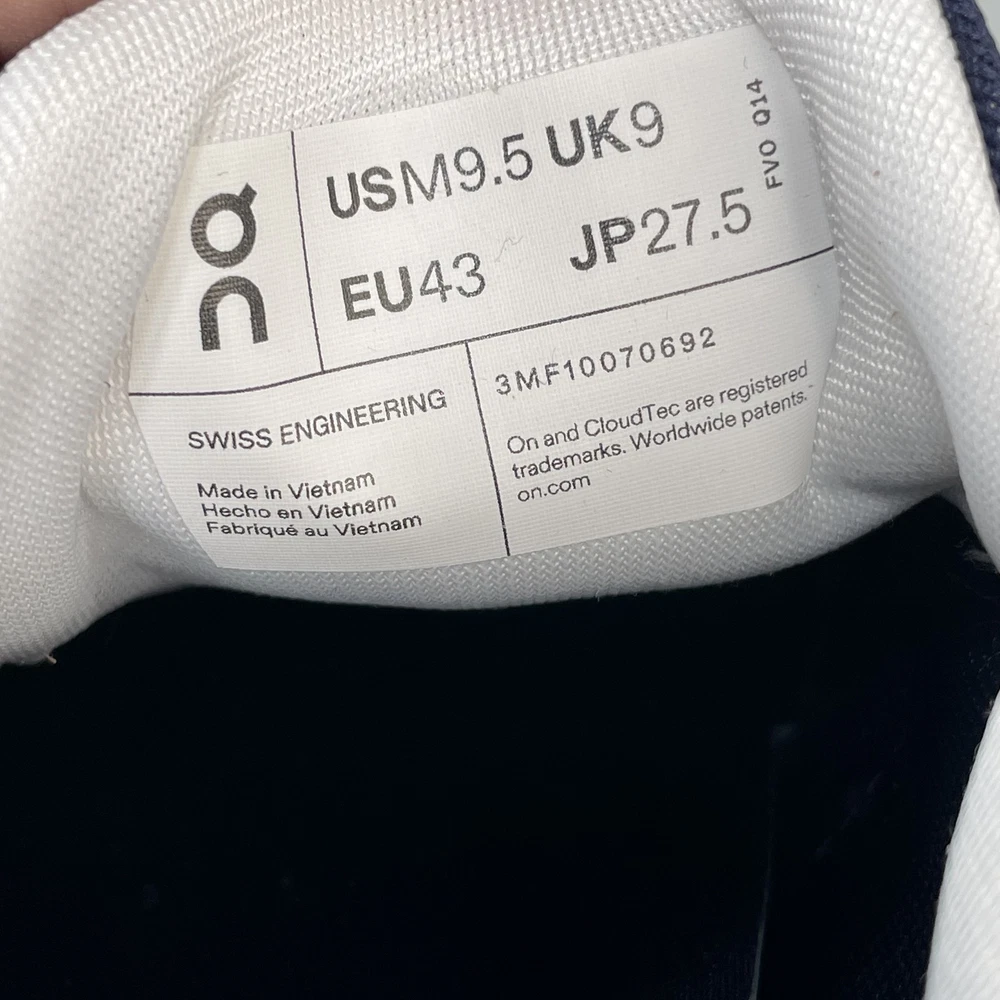 On
USM9.5 UK9
EU43 JP27.5
FVO Q14
SWISS ENGINEERING
Made in Vietnam
Hecho en Vietnam
Fabriqué au Vietnam
3MF10070692
On and CloudTec are registered
trademarks. Worldwide patents.
on.com